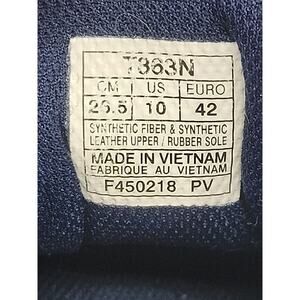 T363N
CM US EURO
26.5 10 42
SYNTHETIC FIBER & SYNTHETIC
LEATHER UPPER / RUBBER SOLE
MADE IN VIETNAM
FABRIQUE AU VIETNAM
F450218 PV